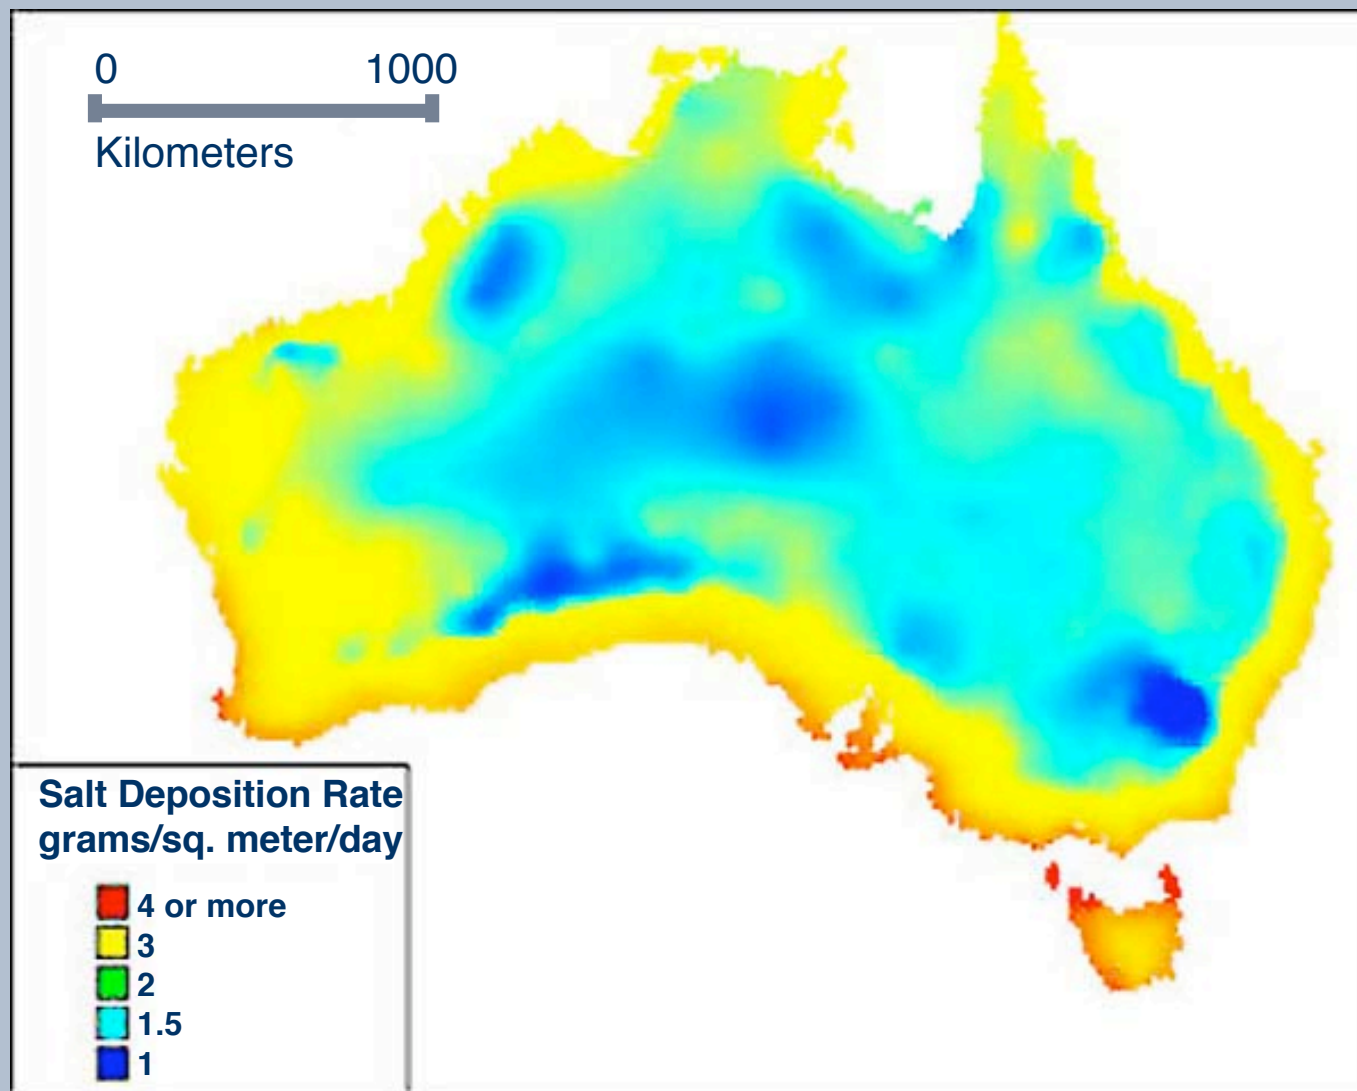 0 1000
Kilometers
Salt Deposition Rate
grams/sq. meter/day
4 or more
3
2
1.5
1